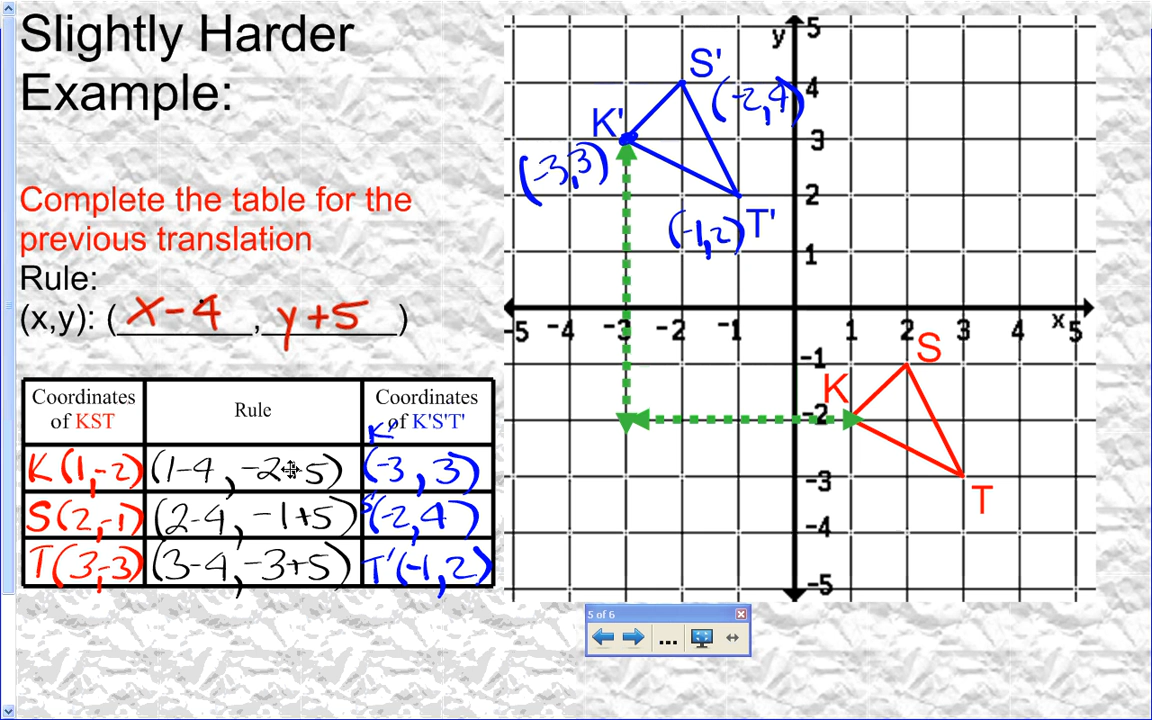 Slightly Harder
Example:
Complete the table for the
previous translation
Rule:
(x,y): (x-4, y+5)
Coordinates of KST Rule Coordinates of K'S'T'
K'
K(1,-2) (1-4, -2+5) (-3, 3)
S(2,-1) (2-4, -1+5) S'(-2,4)
T(3,-3) (3-4, -3+5) T'(-1,2)
y 5
S'
(-2,4) 4
K' 3
(-3,3)
2
(-1,2) T'
1
-5 -4 -3 -2 -1 1 2 3 4 x 5
-1 S
K
-2
-3 T
-4
-5
5 of 6